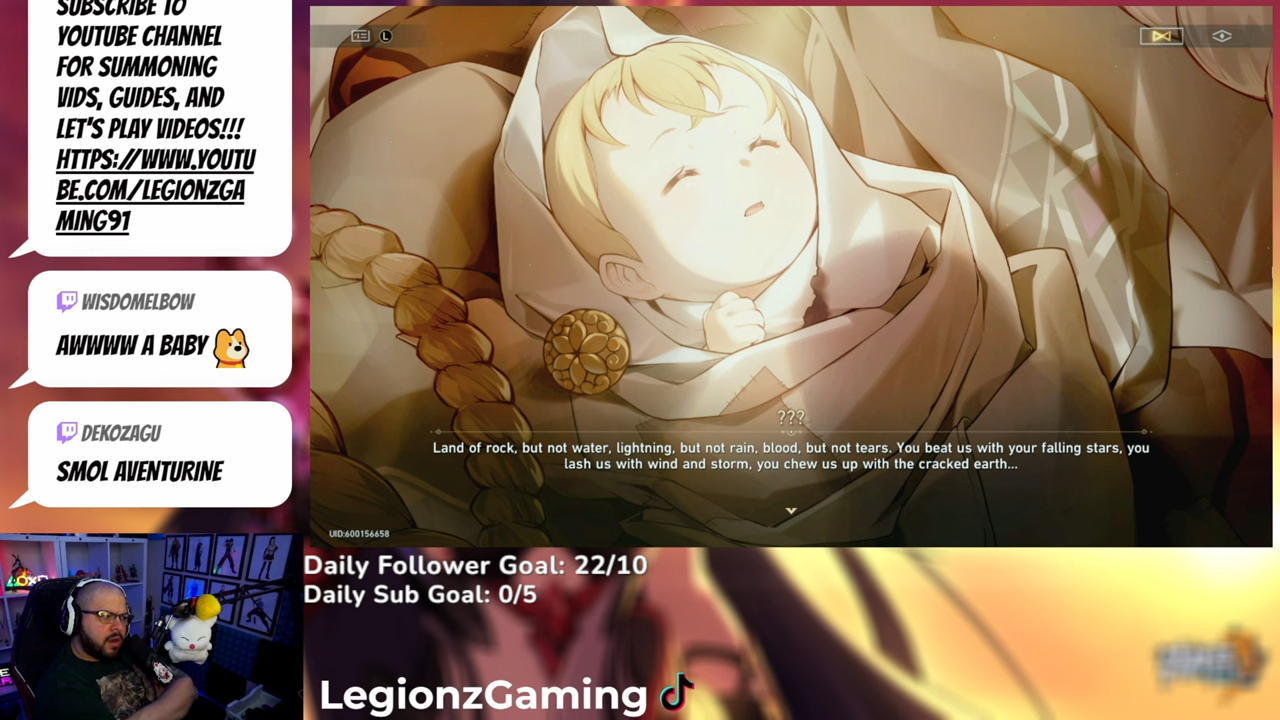 SUBSCRIBE TO
YOUTUBE CHANNEL
FOR SUMMONING
VIDS, GUIDES, AND
LET'S PLAY VIDEOS!!!
HTTPS://WWW.YOUTU
BE.COM/LEGIONZGA
MING91
WISDOMELBOW
AWWWW A BABY
DEKOZAGU
SMOL AVENTURINE
L
???
Land of rock, but not water, lightning, but not rain, blood, but not tears. You beat us with your falling stars, you
lash us with wind and storm, you chew us up with the cracked earth...
UID:600156658
Daily Follower Goal: 22/10
Daily Sub Goal: 0/5
LegionzGaming